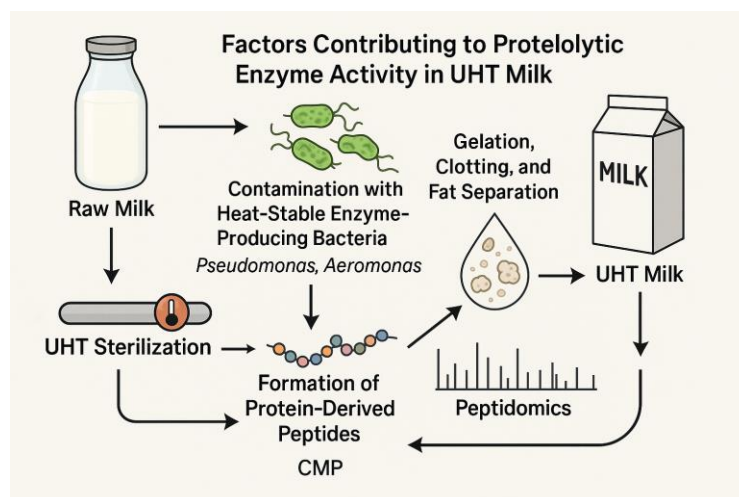 Factors Contributing to Protelolytic
Enzyme Activity in UHT Milk
Raw Milk
Contamination with
Heat-Stable Enzyme-
Producing Bacteria
Pseudomonas, Aeromonas
Gelation,
Clotting, and
Fat Separation
MILK
UHT Milk
UHT Sterilization
Formation of
Protein-Derived
Peptides
CMP
Peptidomics